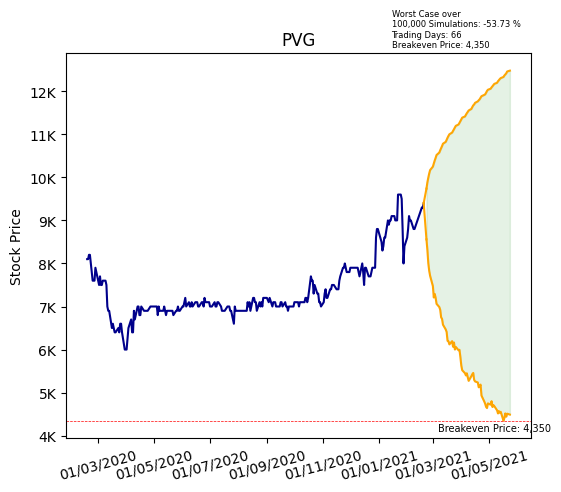 Worst Case over
100,000 Simulations: -53.73 %
Trading Days: 66
Breakeven Price: 4,350
PVG
Stock Price
12K
11K
10K
9K
8K
7K
6K
5K
4K
Breakeven Price: 4,350
01/03/2020
01/05/2020
01/07/2020
01/09/2020
01/11/2020
01/01/2021
01/03/2021
01/05/2021